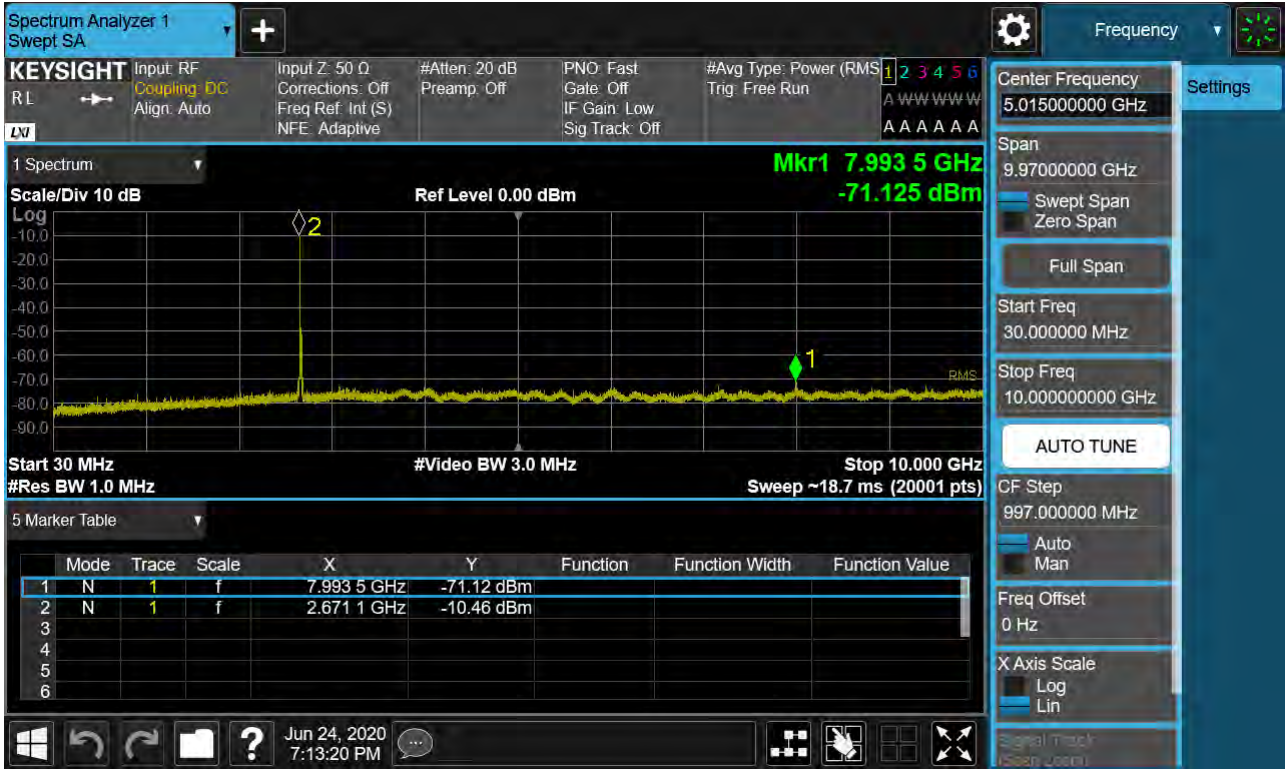 Spectrum Analyzer 1
Swept SA
+
Frequency
KEYSIGHT
R L
LXI
Input: RF
Coupling: DC
Align: Auto
Input Z: 50 Ω
Corrections: Off
Freq Ref: Int (S)
NFE: Adaptive
#Atten: 20 dB
Preamp: Off
PNO: Fast
Gate: Off
IF Gain: Low
Sig Track: Off
#Avg Type: Power (RMS
Trig: Free Run
1 2 3 4 5 6
A W W W W W
A A A A A A
Center Frequency
5.015000000 GHz
Settings
1 Spectrum
Mkr1 7.993 5 GHz
-71.125 dBm
Scale/Div 10 dB
Ref Level 0.00 dBm
Log
-10.0
-20.0
-30.0
-40.0
-50.0
-60.0
-70.0
-80.0
-90.0
2
1
RMS
Start 30 MHz
#Video BW 3.0 MHz
Stop 10.000 GHz
#Res BW 1.0 MHz
Sweep ~18.7 ms (20001 pts)
Span
9.97000000 GHz
Swept Span
Zero Span
Full Span
Start Freq
30.000000 MHz
Stop Freq
10.000000000 GHz
AUTO TUNE
CF Step
997.000000 MHz
Auto
Man
Freq Offset
0 Hz
X Axis Scale
Log
Lin
Signal Track
(Span Zoom)
5 Marker Table
Mode Trace Scale X Y Function Function Width Function Value
1 N 1 f 7.993 5 GHz -71.12 dBm
2 N 1 f 2.671 1 GHz -10.46 dBm
3
4
5
6
?
Jun 24, 2020
7:13:20 PM